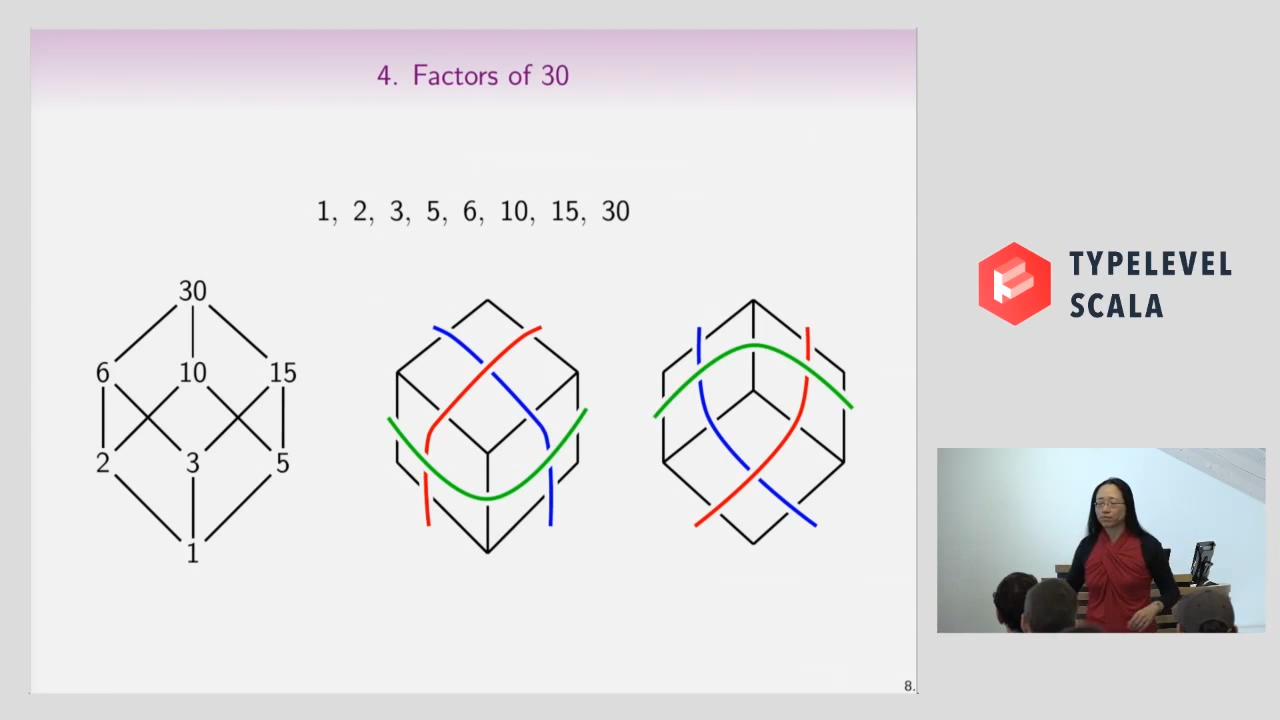 4. Factors of 30
1, 2, 3, 5, 6, 10, 15, 30
30
6 10 15
2 3 5
1
8.
TYPELEVEL
SCALA